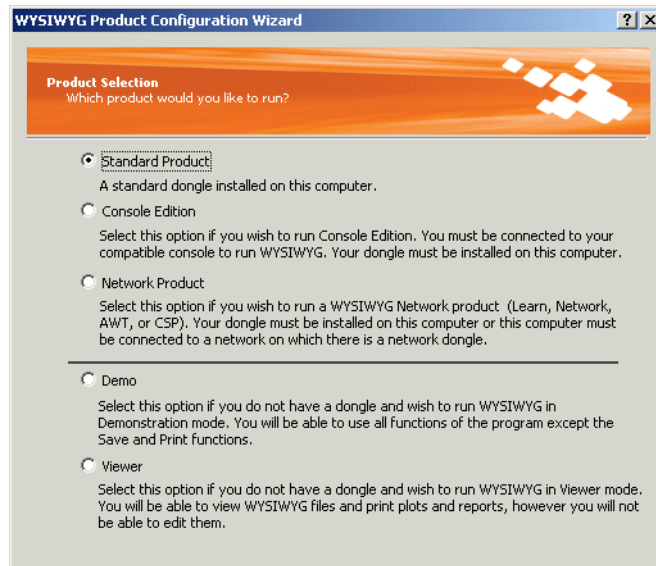 WYSIWYG Product Configuration Wizard
Product Selection
Which product would you like to run?
Standard Product
A standard dongle installed on this computer.
Console Edition
Select this option if you wish to run Console Edition. You must be connected to your
compatible console to run WYSIWYG. Your dongle must be installed on this computer.
Network Product
Select this option if you wish to run a WYSIWYG Network product (Learn, Network,
AWT, or CSP). Your dongle must be installed on this computer or this computer must
be connected to a network on which there is a network dongle.
Demo
Select this option if you do not have a dongle and wish to run WYSIWYG in
Demonstration mode. You will be able to use all functions of the program except the
Save and Print functions.
Viewer
Select this option if you do not have a dongle and wish to run WYSIWYG in Viewer mode.
You will be able to view WYSIWYG files and print plots and reports, however you will not
be able to edit them.